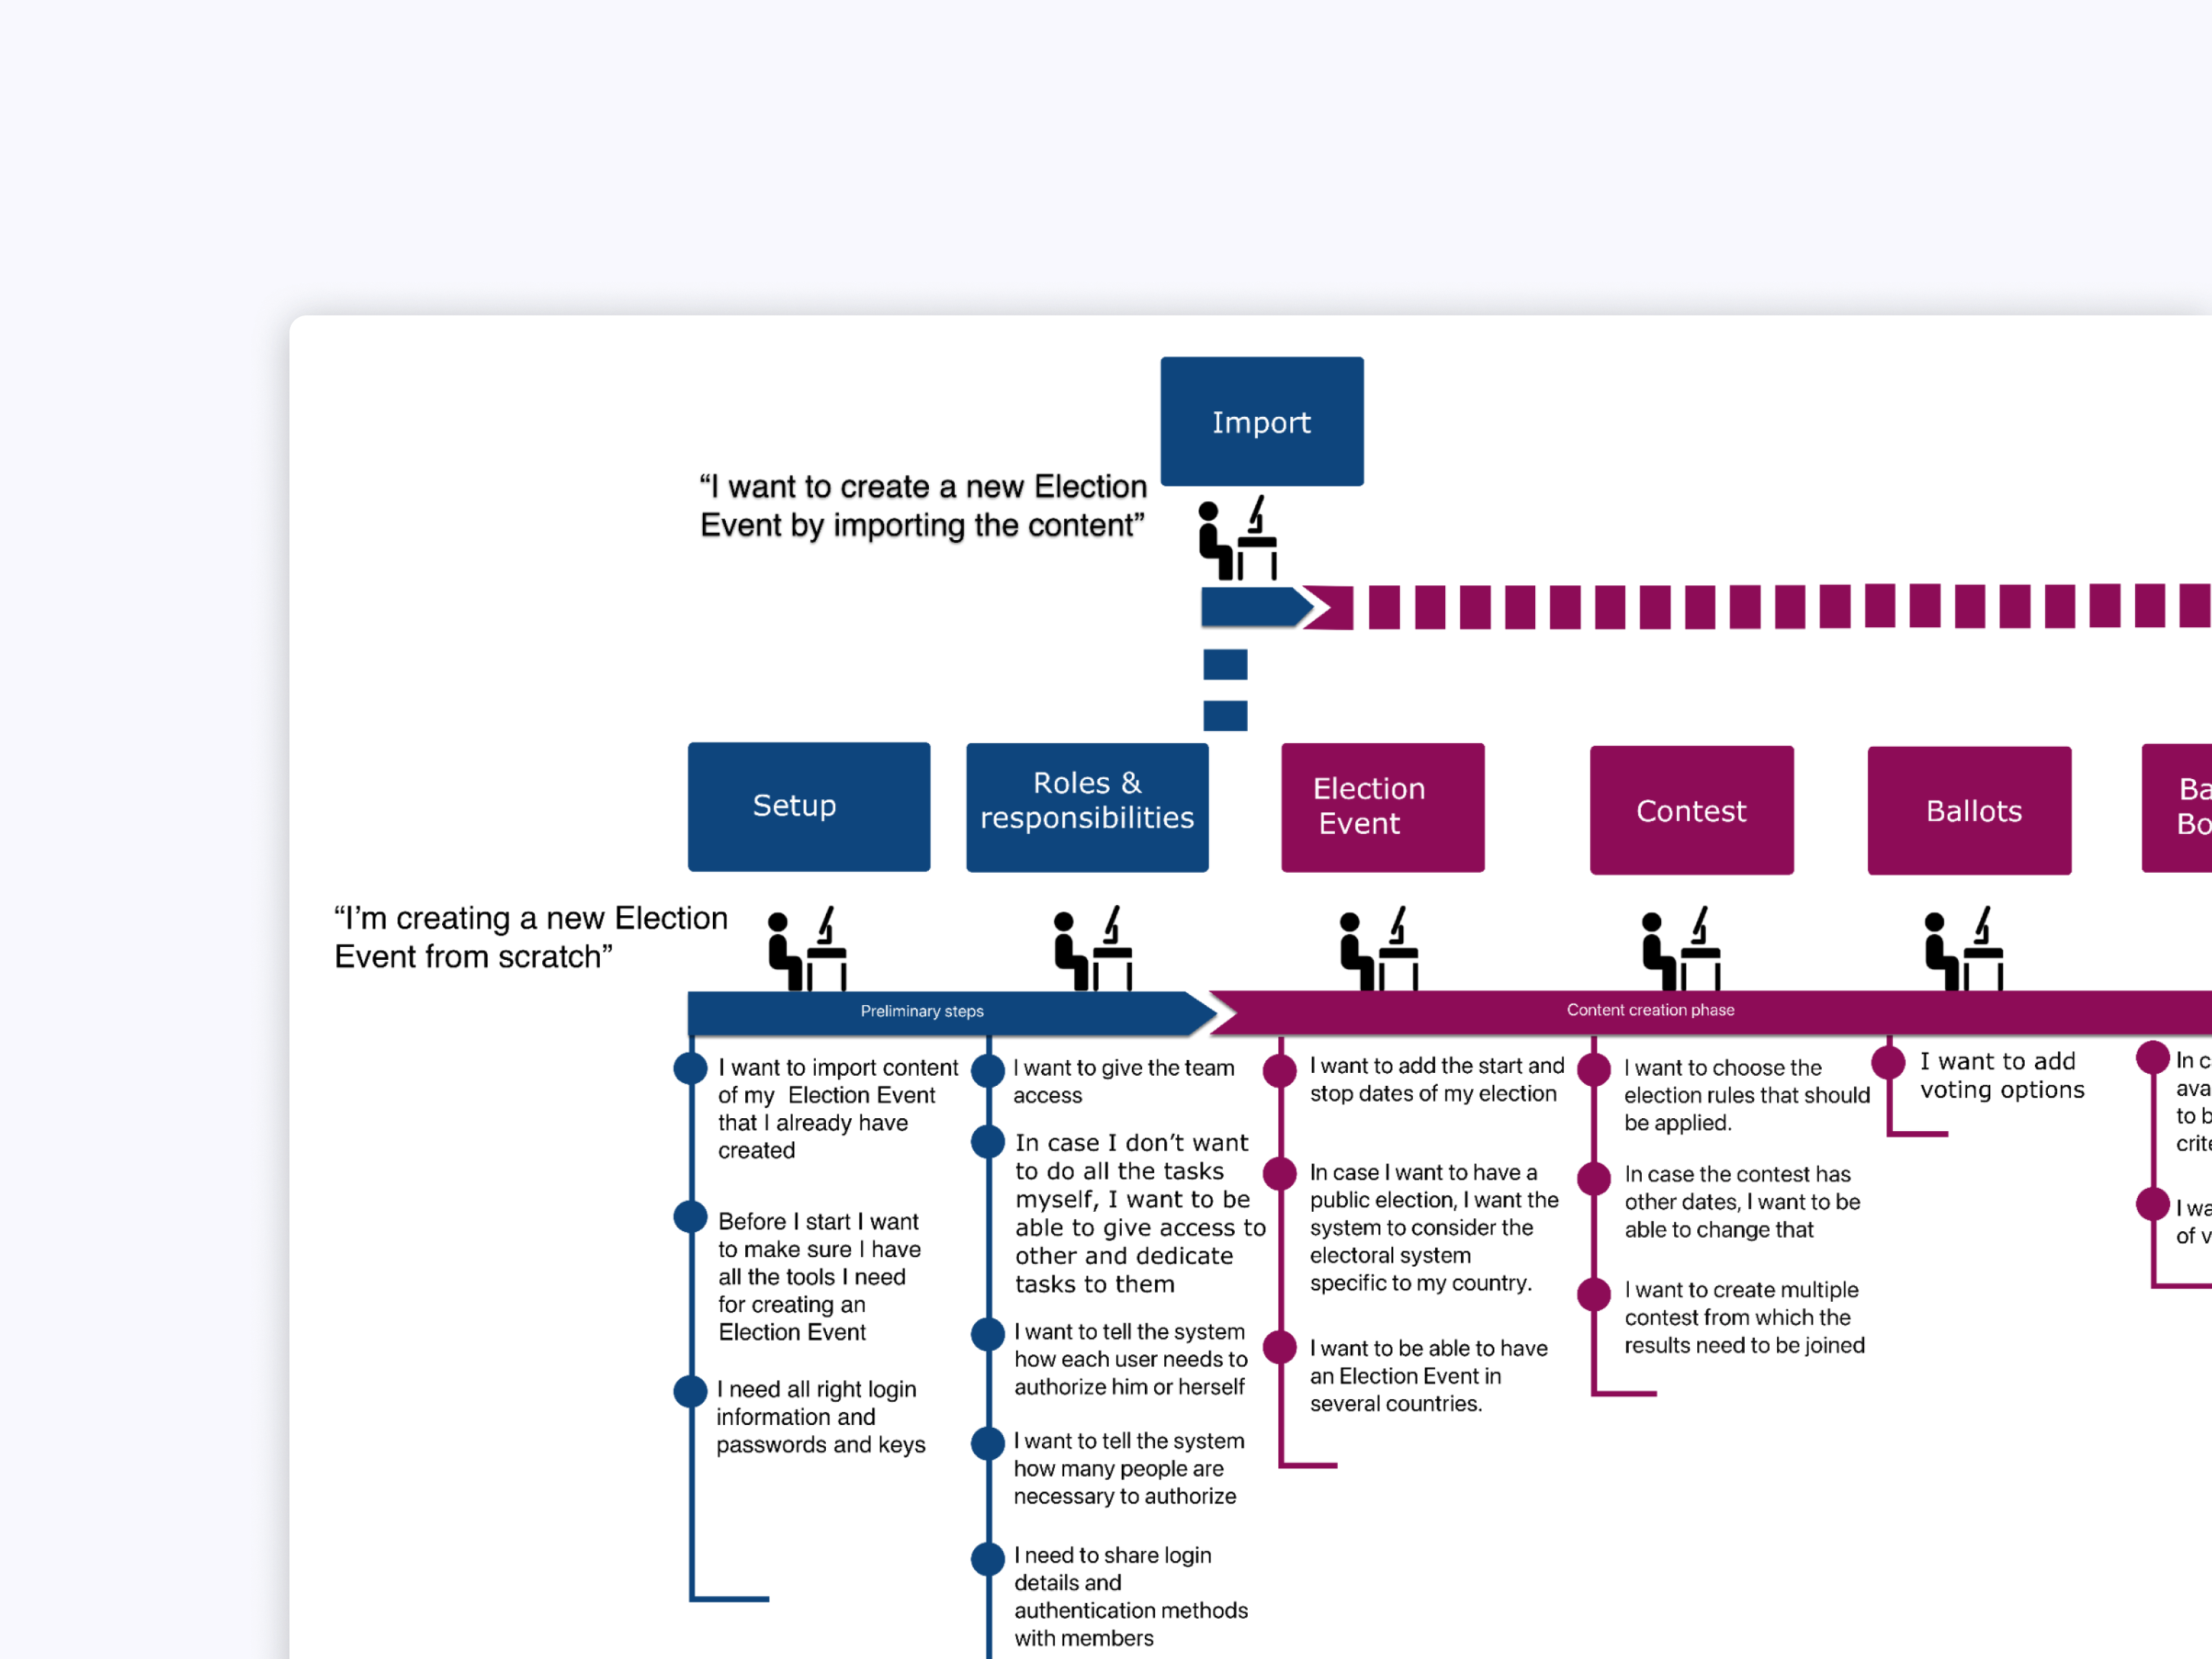 Import
“I want to create a new Election
Event by importing the content”
Setup
Roles &
responsibilities
Election
Event
Contest
Ballots
“I’m creating a new Election
Event from scratch”
Preliminary steps
Content creation phase
I want to import content
of my  Election Event
that I already have
created
Before I start I want
to make sure I have
all the tools I need
for creating an
Election Event
I need all right login
information and
passwords and keys
I want to give the team
access
In case I don’t want
to do all the tasks
myself, I want to be
able to give access to
other and dedicate
tasks to them
I want to tell the system
how each user needs to
authorize him or herself
I want to tell the system
how many people are
necessary to authorize
I need to share login
details and
authentication methods
with members
I want to add the start and
stop dates of my election
In case I want to have a
public election, I want the
system to consider the
electoral system
specific to my country.
I want to be able to have
an Election Event in
several countries.
I want to choose the
election rules that should
be applied.
In case the contest has
other dates, I want to be
able to change that
I want to create multiple
contest from which the
results need to be joined
I want to add
voting options
In
to
I
of